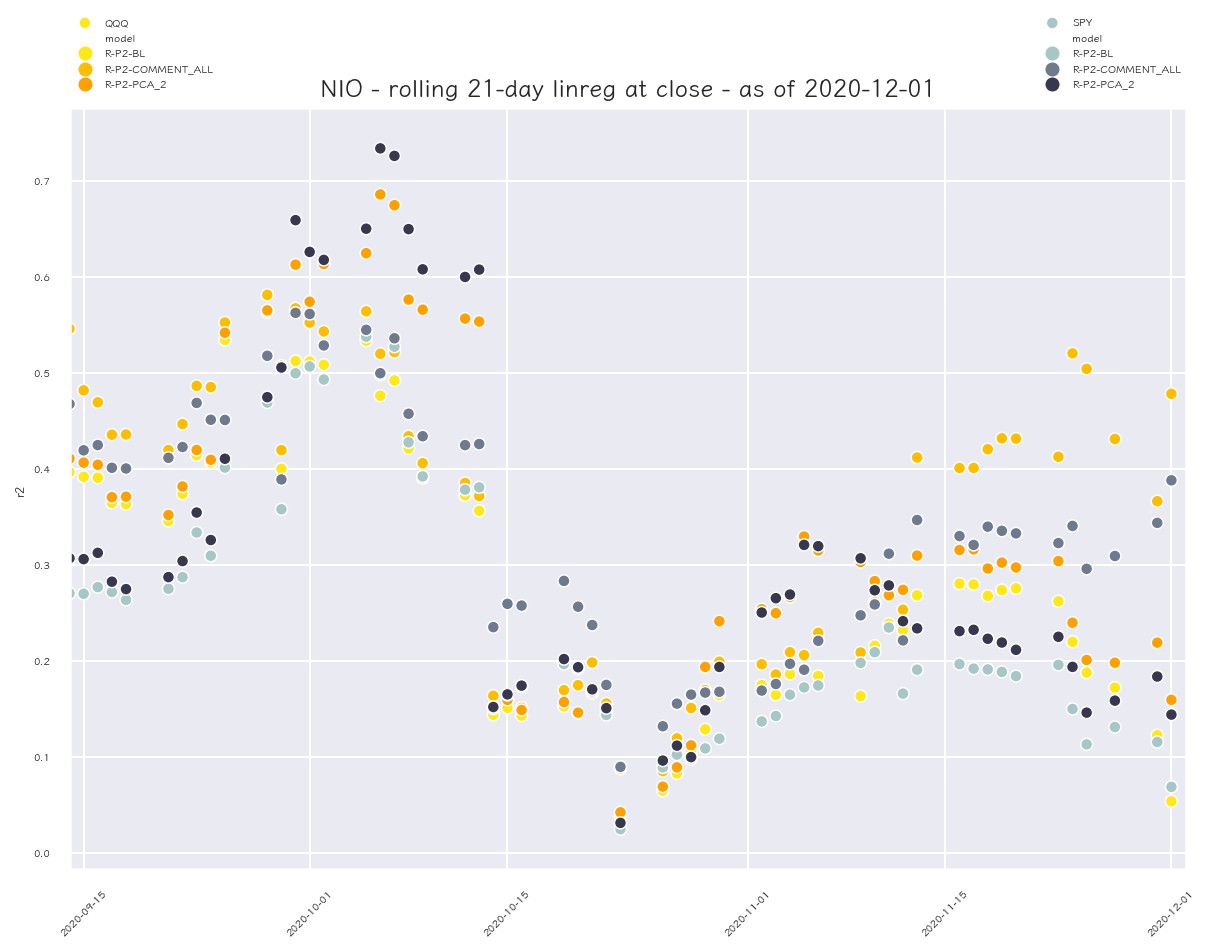 QQQ
model
R-P2-BL
R-P2-COMMENT_ALL
R-P2-PCA_2
SPY
model
R-P2-BL
R-P2-COMMENT_ALL
R-P2-PCA_2
NIO - rolling 21-day linreg at close - as of 2020-12-01
0.7
0.6
0.5
0.4
0.3
0.2
0.1
0.0
r2
2020-09-15
2020-10-01
2020-10-15
2020-11-01
2020-11-15
2020-12-01